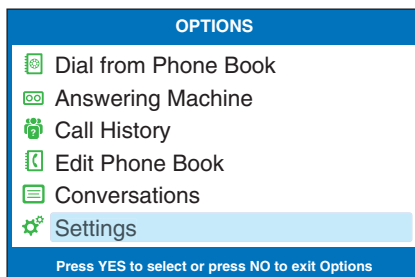 OPTIONS
Dial from Phone Book
Answering Machine
Call History
Edit Phone Book
Conversations
Settings
Press YES to select or press NO to exit Options